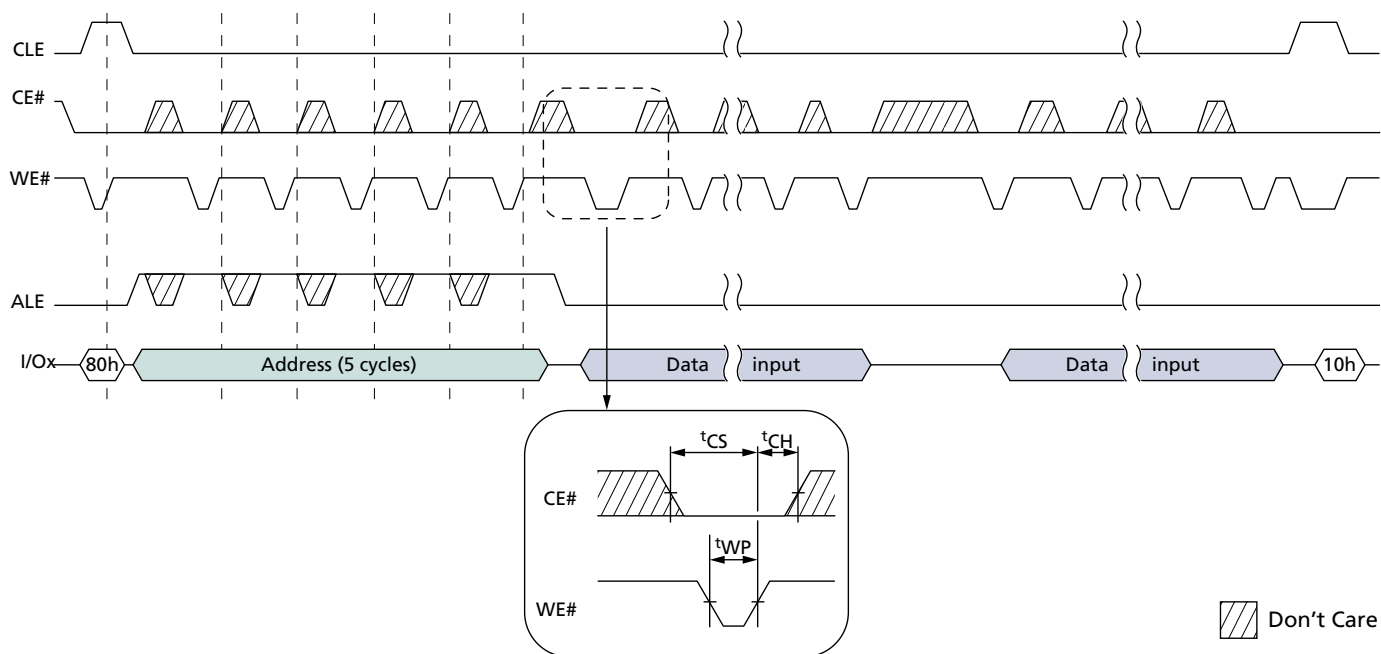 CLE
CE#
WE#
ALE
I/Ox 80h Address (5 cycles) Data input Data input 10h
tCS tCH
CE#
tWP
WE#
Don't Care